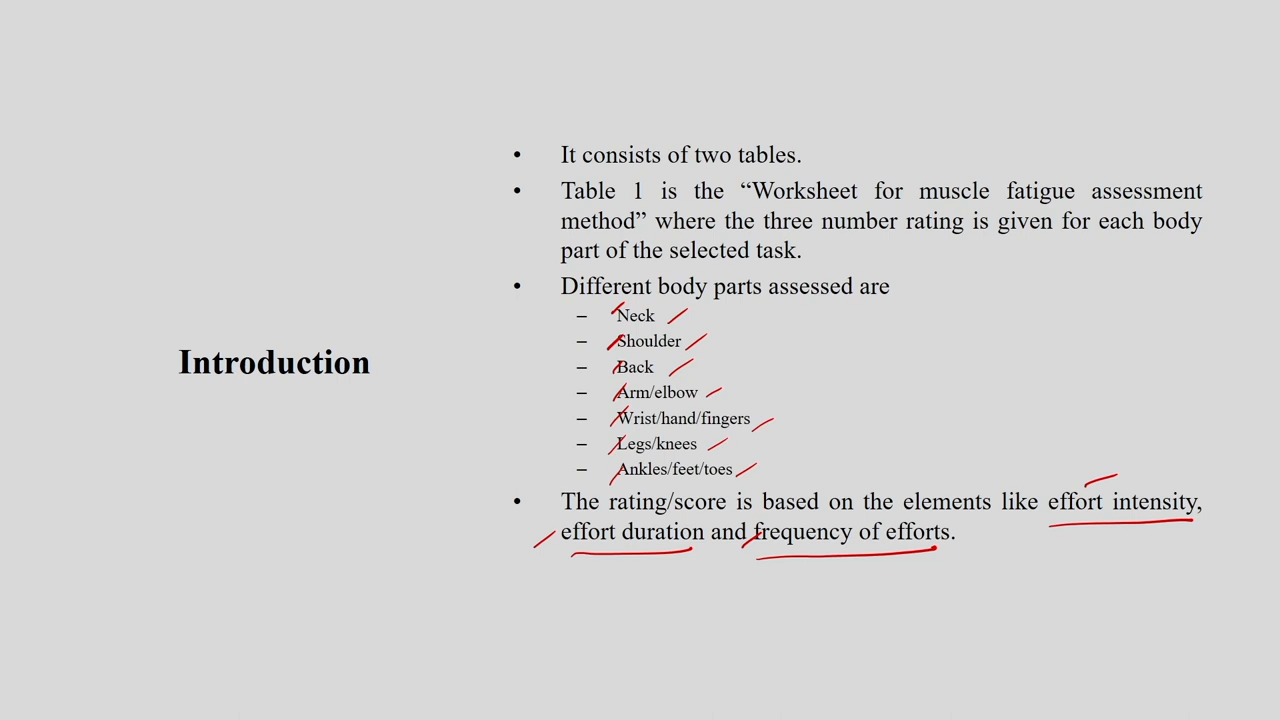 Introduction
• It consists of two tables.
• Table 1 is the “Worksheet for muscle fatigue assessment
method” where the three number rating is given for each body
part of the selected task.
• Different body parts assessed are
– Neck
– Shoulder
– Back
– Arm/elbow
– Wrist/hand/fingers
– Legs/knees
– Ankles/feet/toes
• The rating/score is based on the elements like effort intensity,
effort duration and frequency of efforts.